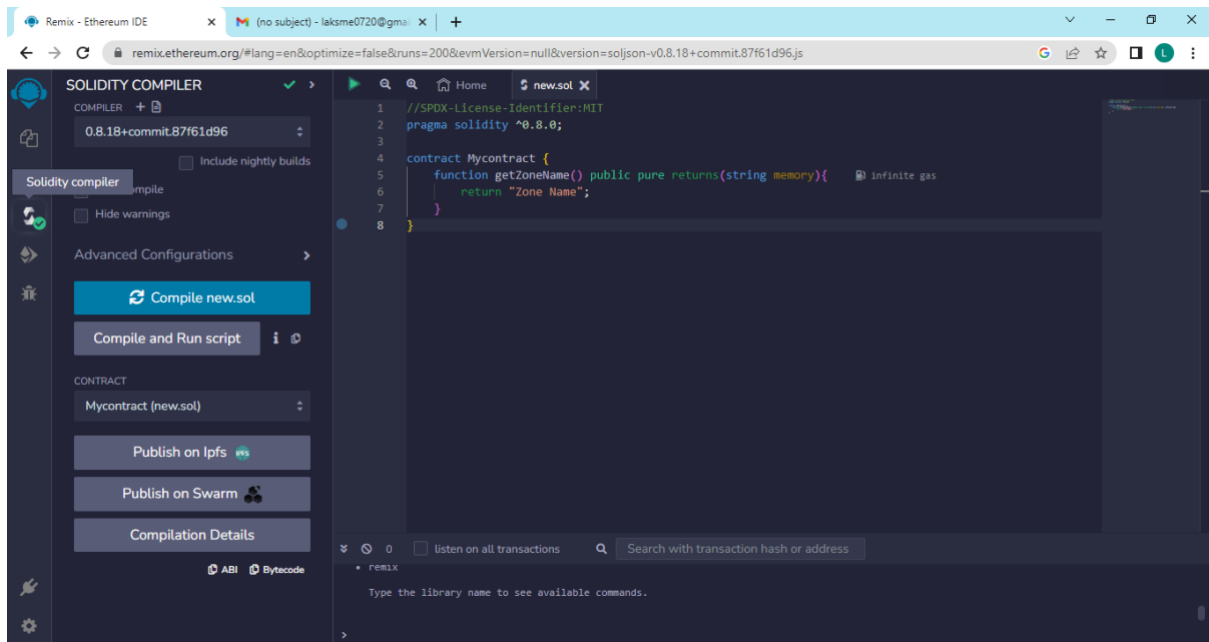 Remix - Ethereum IDE
(no subject) - laksme0720@gmai
remix.ethereum.org/#lang=en&optimize=false&runs=200&evmVersion=null&version=soljson-v0.8.18+commit.87f61d96.js
G
L
SOLIDITY COMPILER
COMPILER
0.8.18+commit.87f61d96
Include nightly builds
Solidity compiler
mpile
Hide warnings
Advanced Configurations
Compile new.sol
Compile and Run script
i
CONTRACT
Mycontract (new.sol)
Publish on Ipfs
Publish on Swarm
Compilation Details
ABI Bytecode
Home new.sol
1 //SPDX-License-Identifier:MIT
2 pragma solidity ^0.8.0;
3
4 contract Mycontract {
5 function getZoneName() public pure returns(string memory){ infinite gas
6 return "Zone Name";
7 }
8 }
0 listen on all transactions Search with transaction hash or address
• remix
Type the library name to see available commands.
>